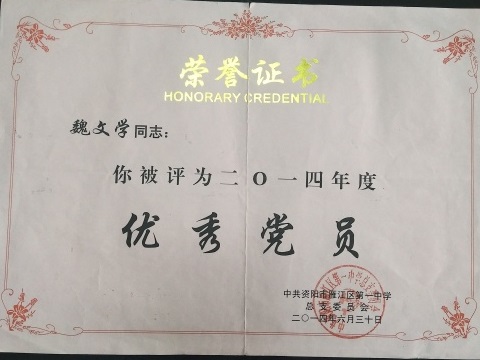 荣誉证书
HONORARY CREDENTIAL
魏文学同志：
你被评为二〇一四年度
优秀党员
中共资阳市雁江区第一中学
总支委员会
二〇一四年六月三十日